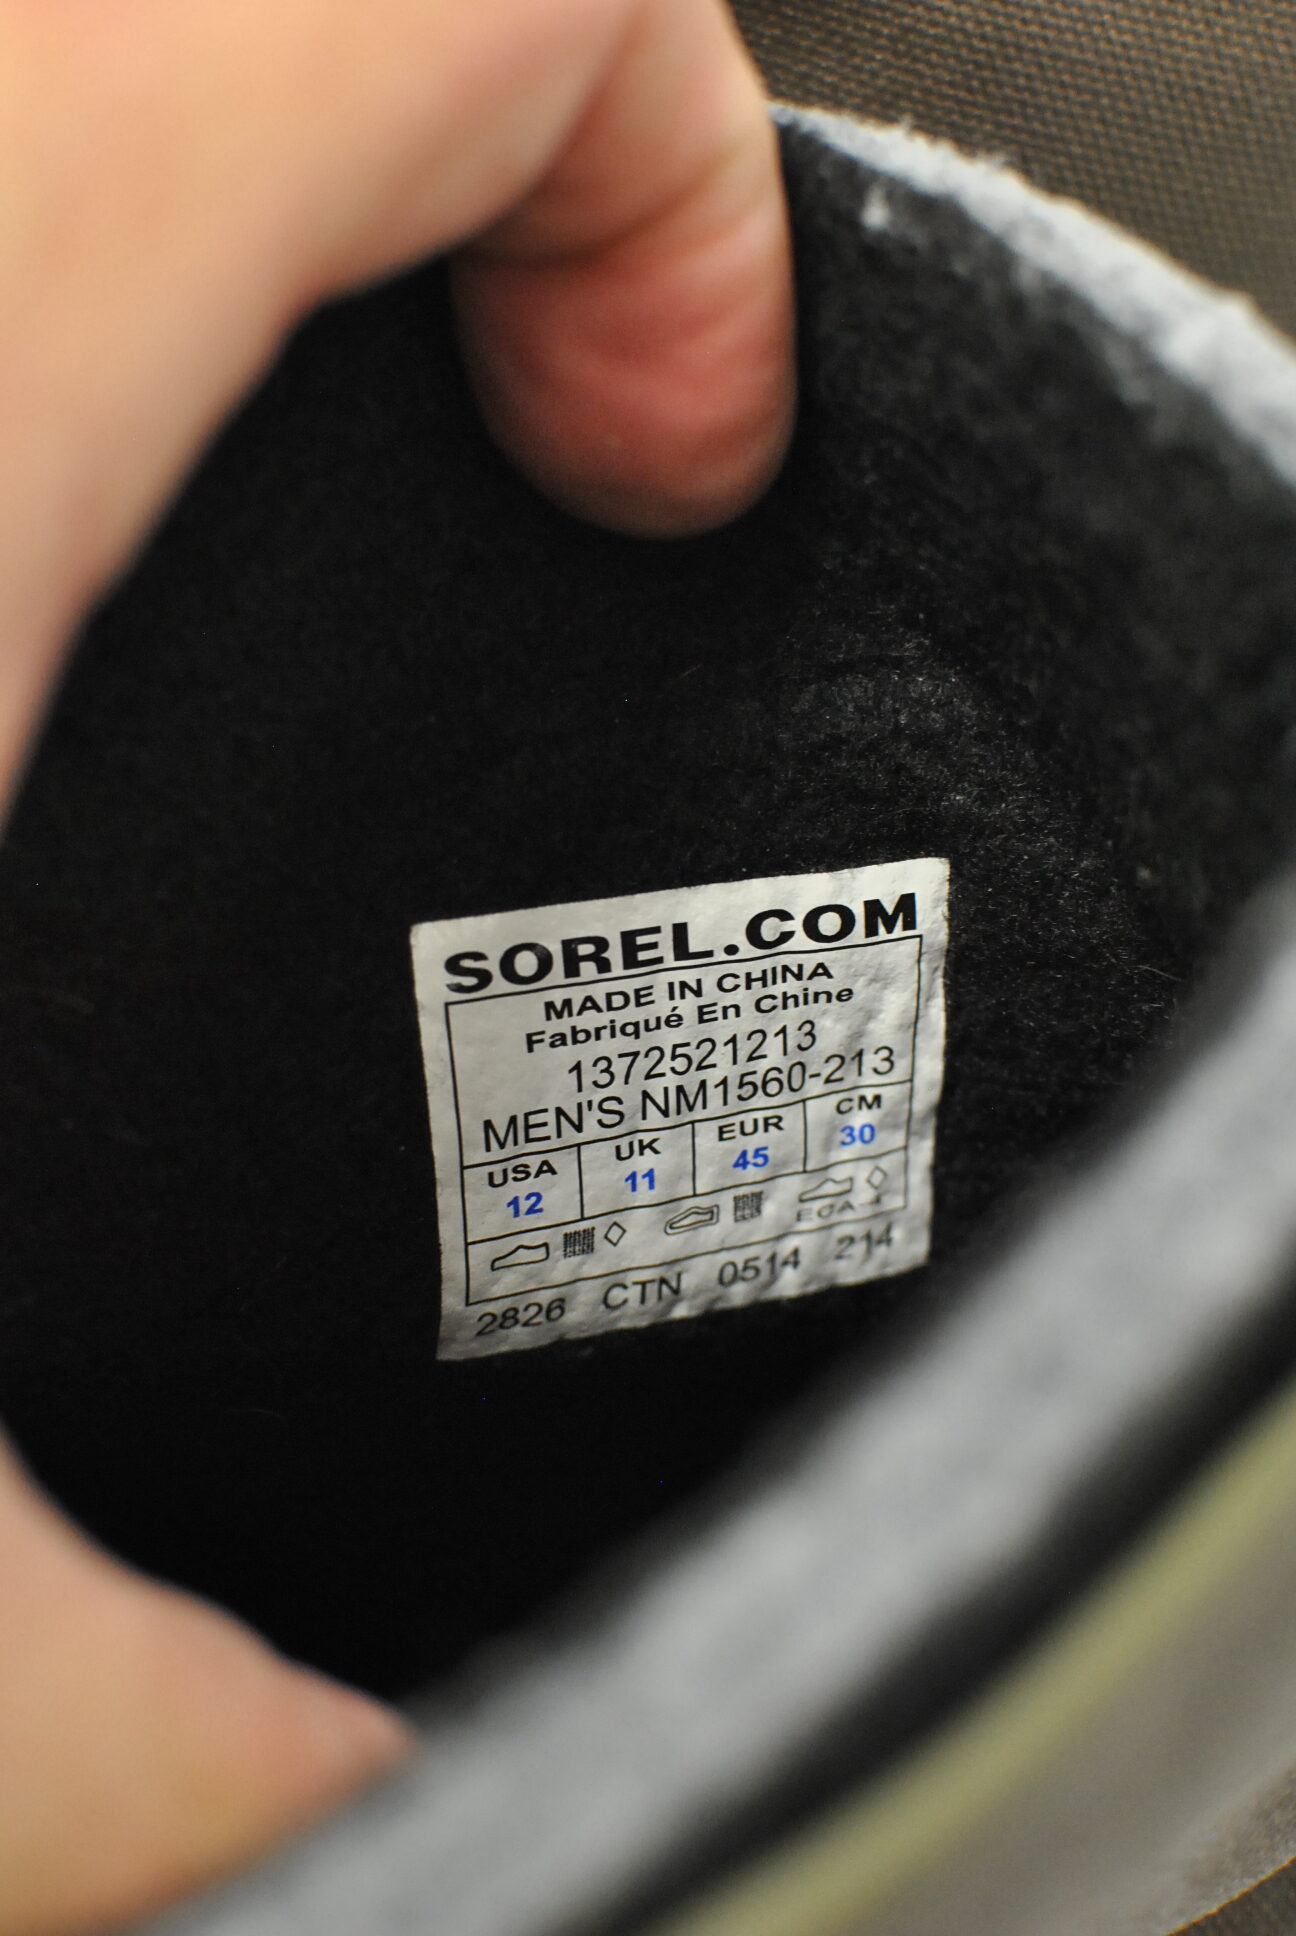 SOREL.COM
MADE IN CHINA
Fabriqué En Chine
1372521213
MEN'S NM1560-213
USA UK EUR CM
12 11 45 30
2826 CTN 0514 214